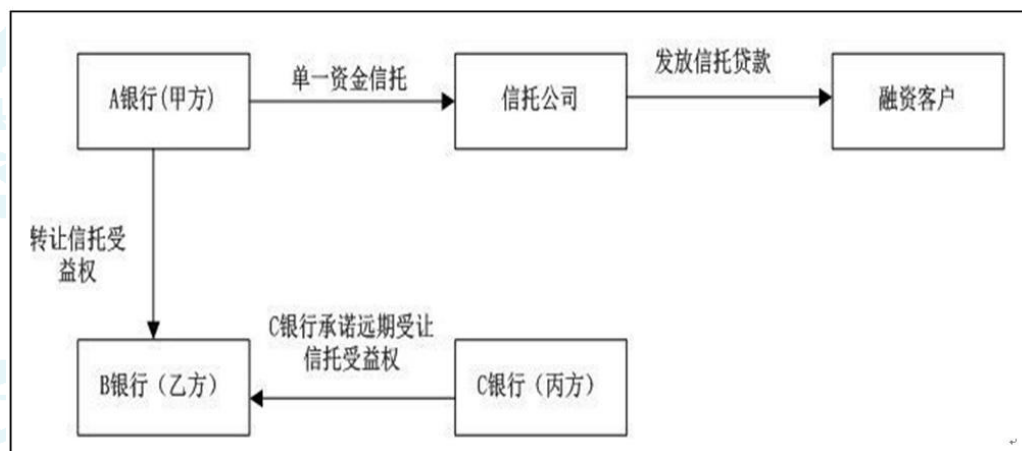 A银行(甲方)
单一资金信托
信托公司
发放信托贷款
融资客户
转让信托受
益权
C银行承诺远期受让
信托受益权
B银行（乙方）
C银行（丙方）